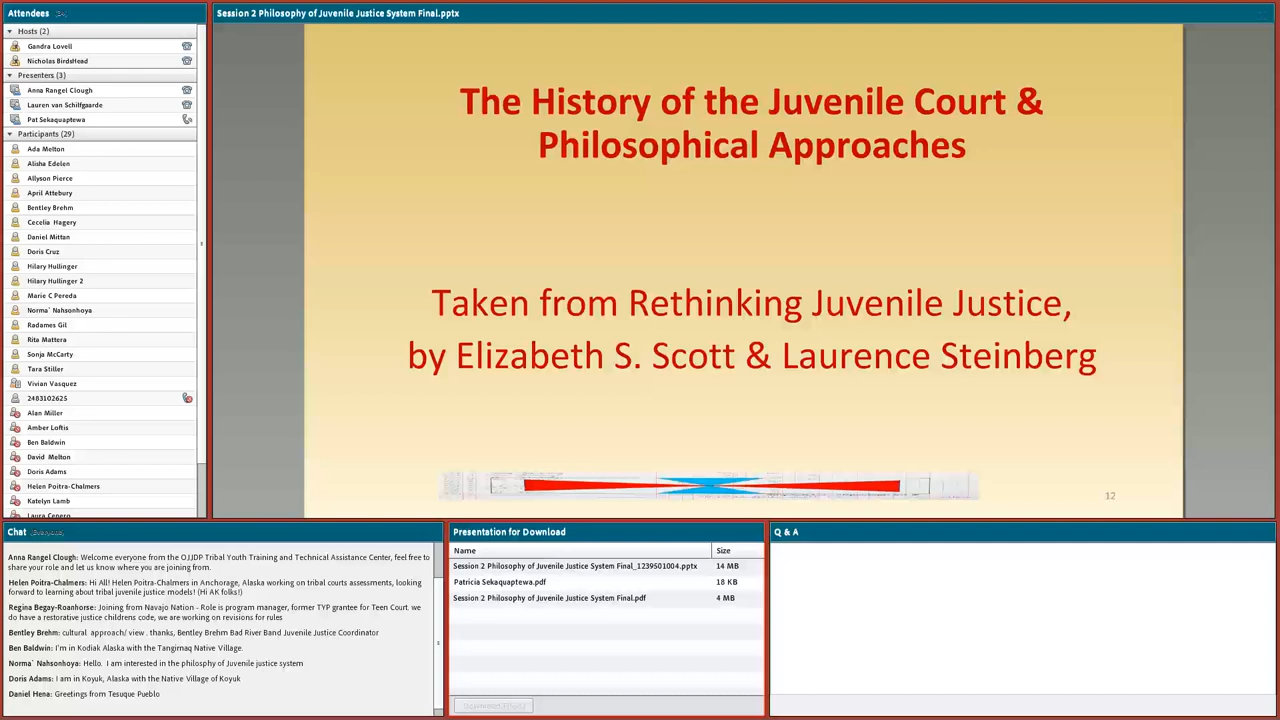 Attendees
Hosts (2)
Gandra Lovell
Nicholas BirdsHead
Presenters (3)
Anna Rangel Clough
Lauren van Schilfgaarde
Pat Sekaquaptewa
Participants (29)
Ada Melton
Alisha Edelen
Allyson Pierce
April Attebury
Bentley Brehm
Cecelia Hagery
Daniel Mittan
Doris Cruz
Hilary Hullinger
Hilary Hullinger 2
Marie C Pereda
Norma` Nahsonhoya
Radames Gil
Rita Mattera
Sonja McCarty
Tara Stiller
Vivian Vasquez
2483102625
Alan Miller
Amber Loftis
Ben Baldwin
David Melton
Doris Adams
Helen Poitra-Chalmers
Katelyn Lamb
Laura Cepero
Session 2 Philosophy of Juvenile Justice System Final.pptx
The History of the Juvenile Court &
Philosophical Approaches
Taken from Rethinking Juvenile Justice,
by Elizabeth S. Scott & Laurence Steinberg
12
Chat (Everyone)
Anna Rangel Clough: Welcome everyone from the OJJDP Tribal Youth Training and Technical Assistance Center, feel free to
share your role and let us know where you are joining from.
Helen Poitra-Chalmers: Hi All! Helen Poitra-Chalmers in Anchorage, Alaska working on tribal courts assessments, looking
forward to learning about tribal juvenile justice models! (Hi AK folks!)
Regina Begay-Roanhorse: Joining from Navajo Nation - Role is program manager, former TYP grantee for Teen Court. we
do have a restorative justice childrens code, we are working on revisions for rules
Bentley Brehm: cultural approach/ view . thanks, Bentley Brehm Bad River Band Juvenile Justice Coordinator
Ben Baldwin: I'm in Kodiak Alaska with the Tangirnaq Native Village.
Norma` Nahsonhoya: Hello. I am interested in the philosphy of Juvenile justice system
Doris Adams: I am in Koyuk, Alaska with the Native Village of Koyuk
Daniel Hena: Greetings from Tesuque Pueblo
Presentation for Download
Name Size
Session 2 Philosophy of Juvenile Justice System Final_1239501004.pptx 14 MB
Patricia Sekaquaptewa.pdf 18 KB
Session 2 Philosophy of Juvenile Justice System Final.pdf 4 MB
Download File(s)
Q & A